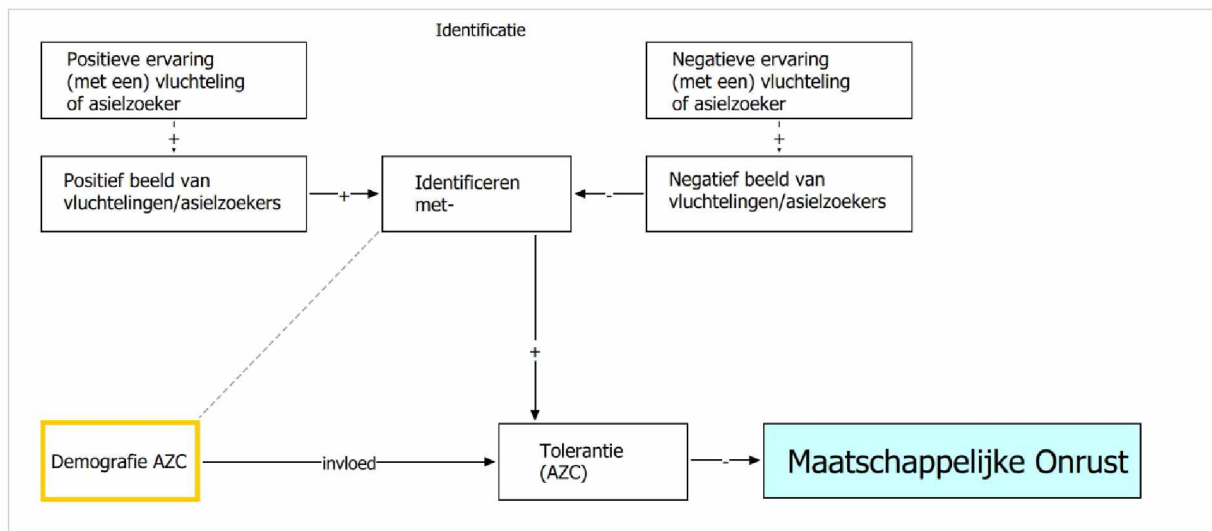 Identificatie
Positieve ervaring
(met een) vluchteling
of asielzoeker
Negatieve ervaring
(met een) vluchteling
of asielzoeker
+
+
Positief beeld van
vluchtelingen/asielzoekers
+
Identificeren
met-
-
Negatief beeld van
vluchtelingen/asielzoekers
+
Demografie AZC
invloed
Tolerantie
(AZC)
-
Maatschappelijke Onrust